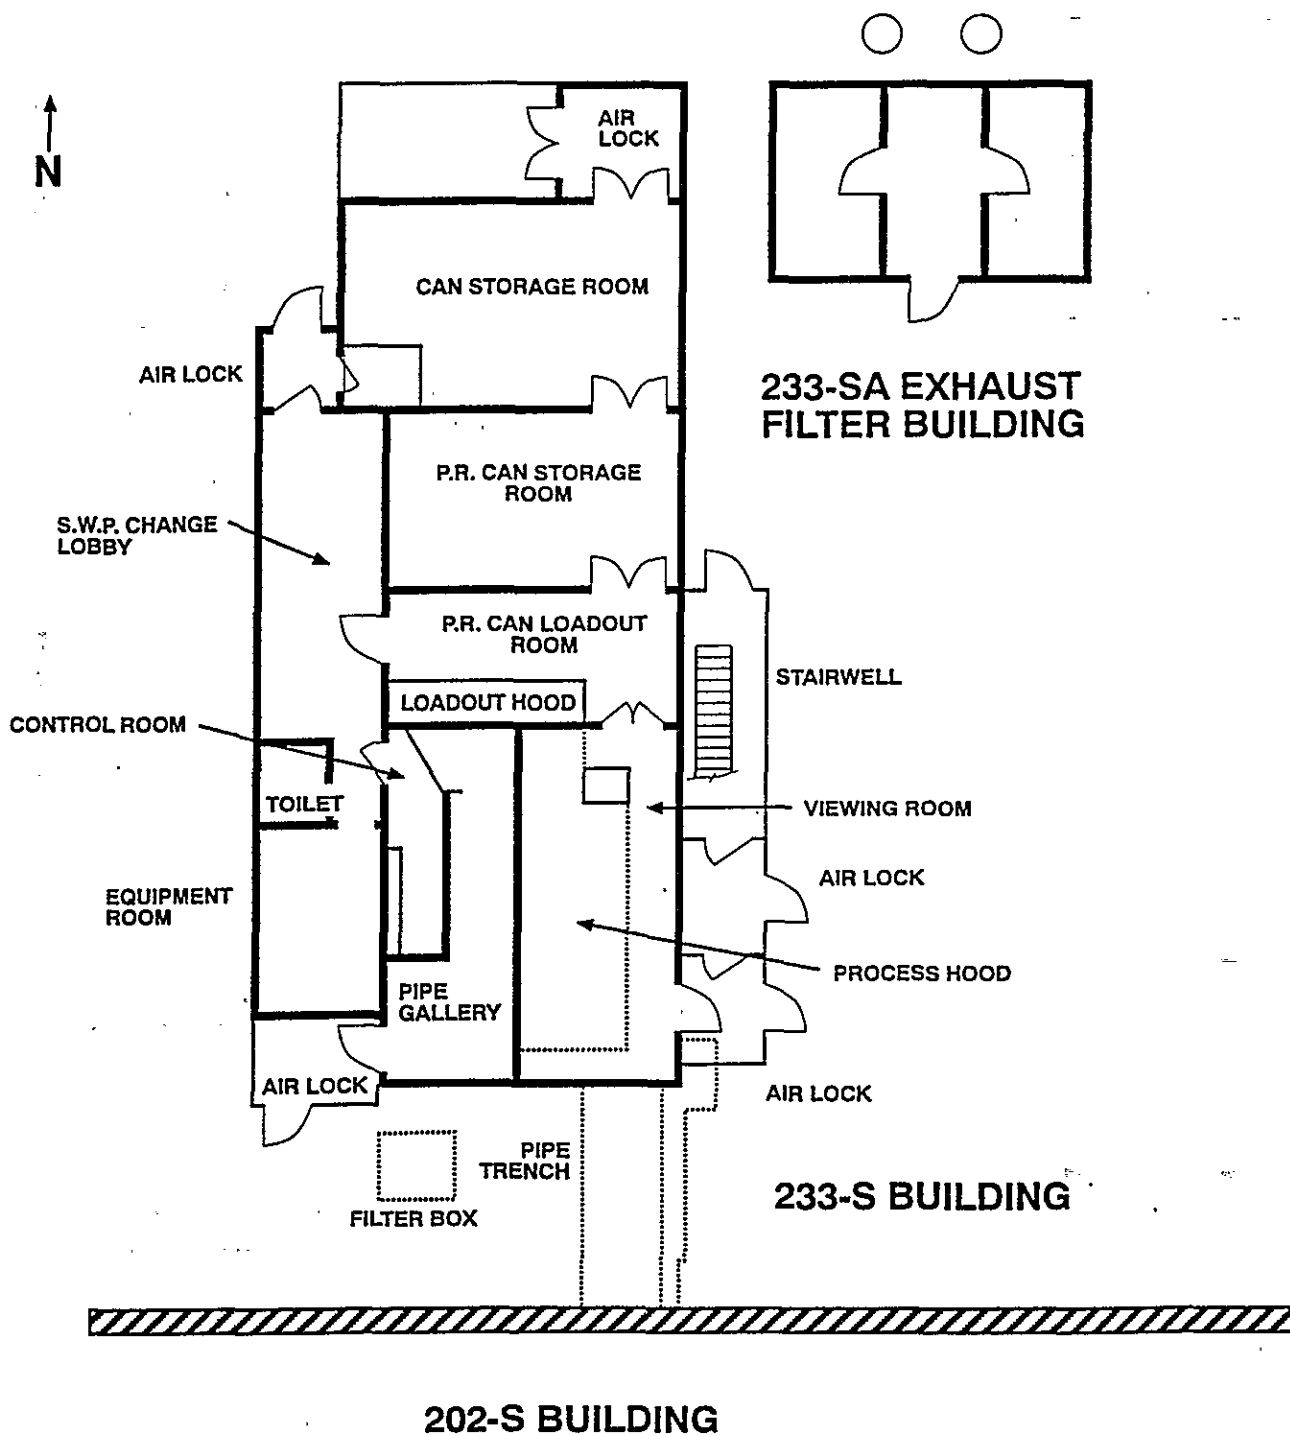 N
AIR
LOCK
CAN STORAGE ROOM
AIR LOCK
233-SA EXHAUST
FILTER BUILDING
P.R. CAN STORAGE
ROOM
S.W.P. CHANGE
LOBBY
P.R. CAN LOADOUT
ROOM
STAIRWELL
LOADOUT HOOD
CONTROL ROOM
TOILET
VIEWING ROOM
AIR LOCK
EQUIPMENT
ROOM
PROCESS HOOD
PIPE
GALLERY
AIR LOCK
AIR LOCK
PIPE
TRENCH
233-S BUILDING
FILTER BOX
202-S BUILDING